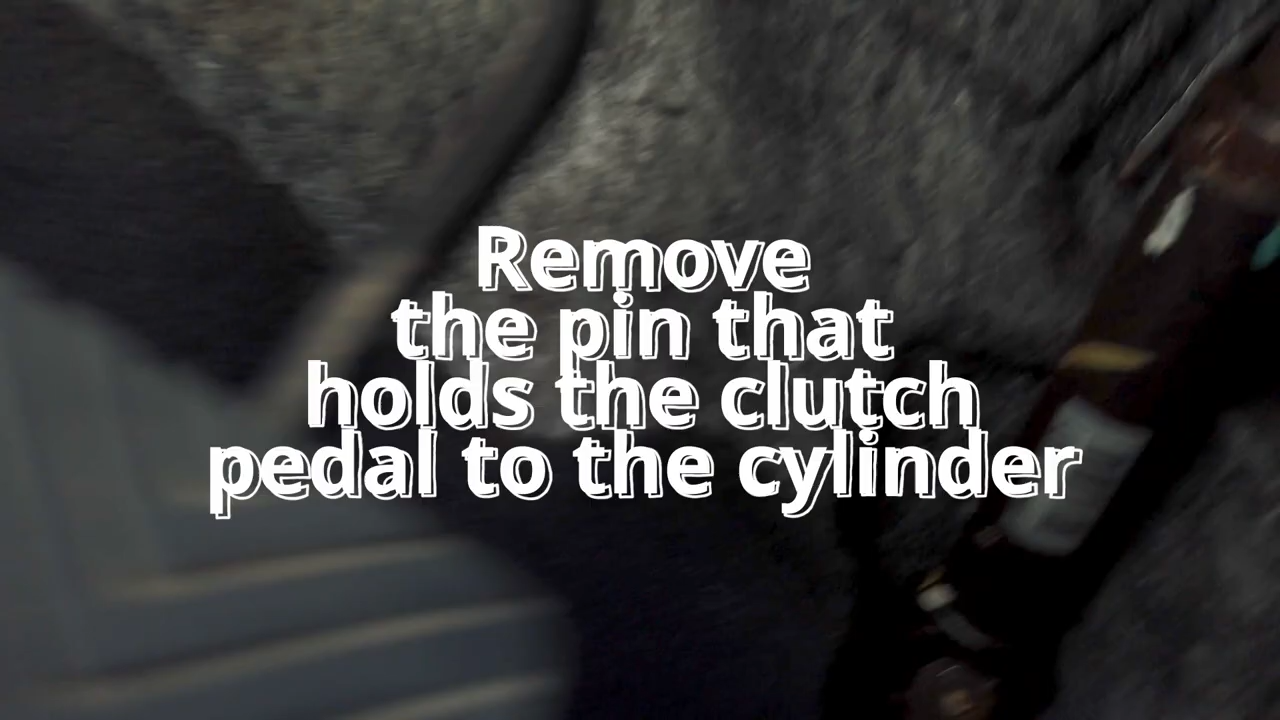 Remove
the pin that
holds the clutch
pedal to the cylinder